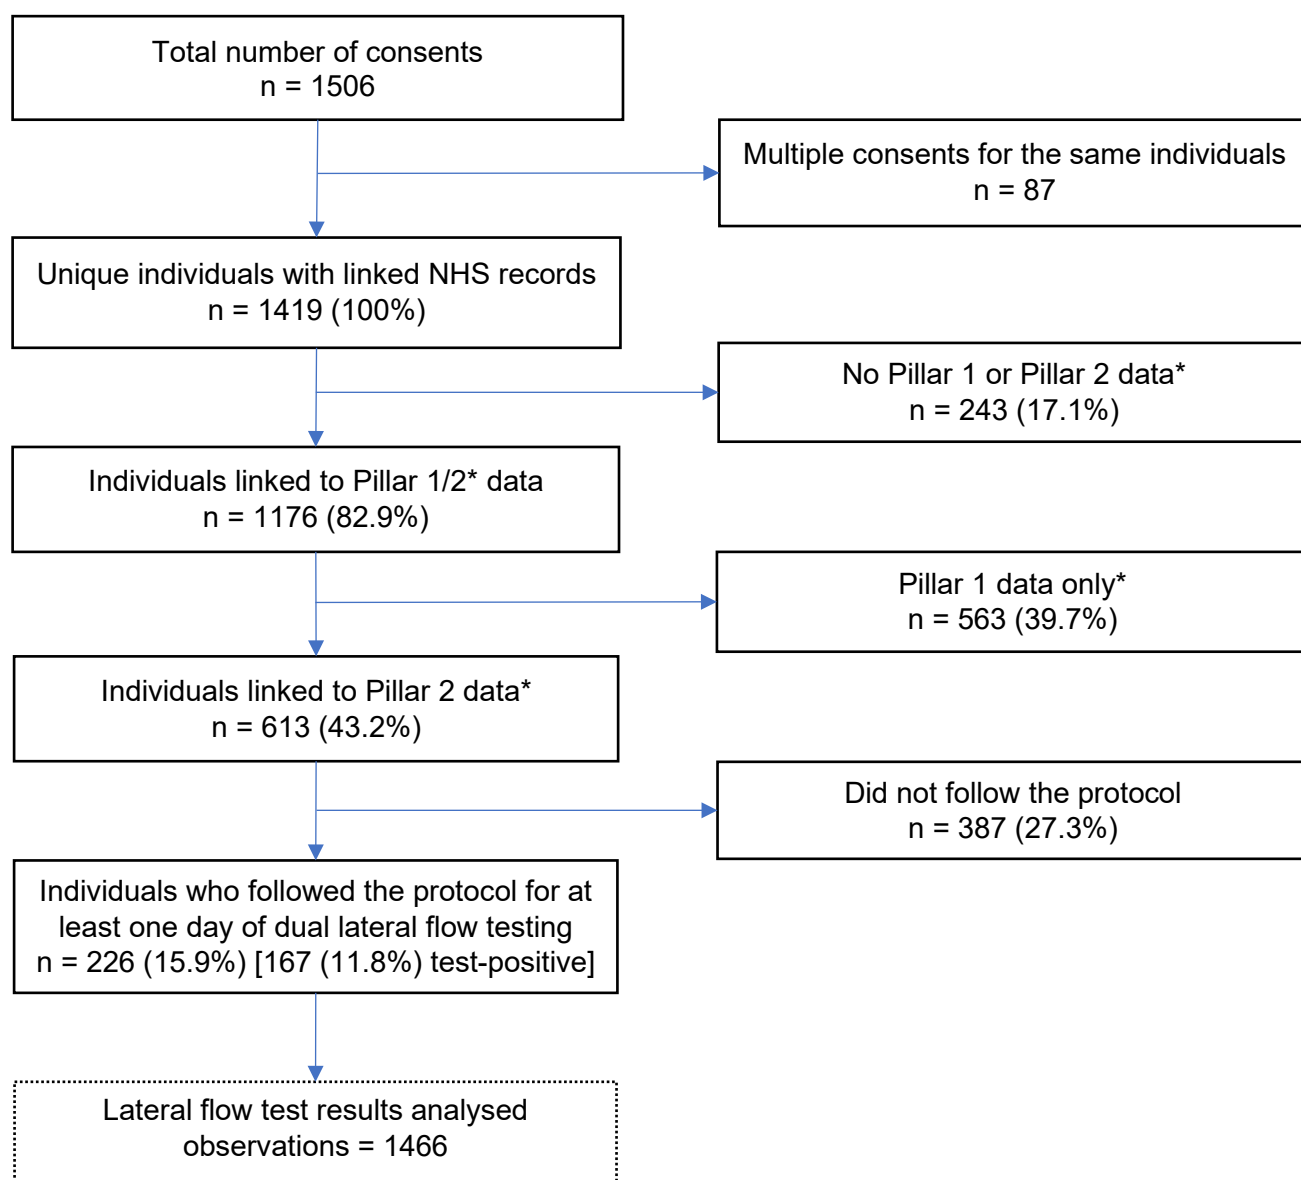 Total number of consents
n = 1506
Multiple consents for the same individuals
n = 87
Unique individuals with linked NHS records
n = 1419 (100%)
No Pillar 1 or Pillar 2 data*
n = 243 (17.1%)
Individuals linked to Pillar 1/2* data
n = 1176 (82.9%)
Pillar 1 data only*
n = 563 (39.7%)
Individuals linked to Pillar 2 data*
n = 613 (43.2%)
Did not follow the protocol
n = 387 (27.3%)
Individuals who followed the protocol for at
least one day of dual lateral flow testing
n = 226 (15.9%) [167 (11.8%) test-positive]
Lateral flow test results analysed
observations = 1466